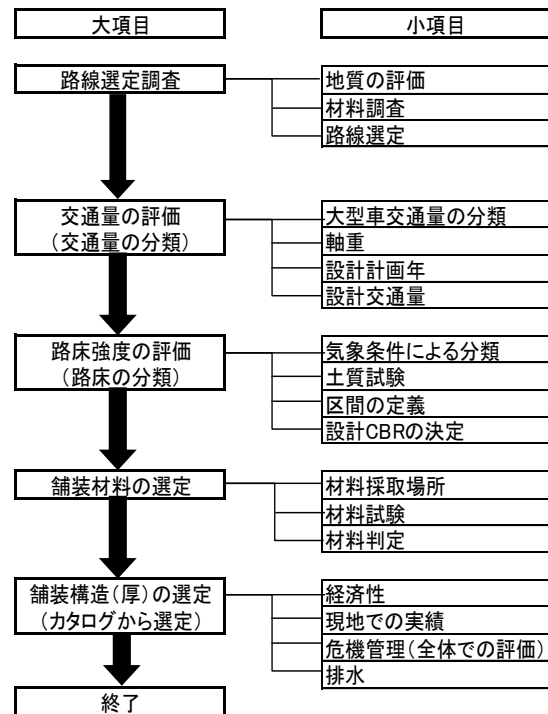 大項目
小項目
路線選定調査
地質の評価
材料調査
路線選定
交通量の評価
(交通量の分類)
大型車交通量の分類
軸重
設計計画年
設計交通量
路床強度の評価
(路床の分類)
気象条件による分類
土質試験
区間の定義
設計CBRの決定
舗装材料の選定
材料採取場所
材料試験
材料判定
舗装構造(厚)の選定
(カタログから選定)
経済性
現地での実績
危機管理(全体での評価)
排水
終了